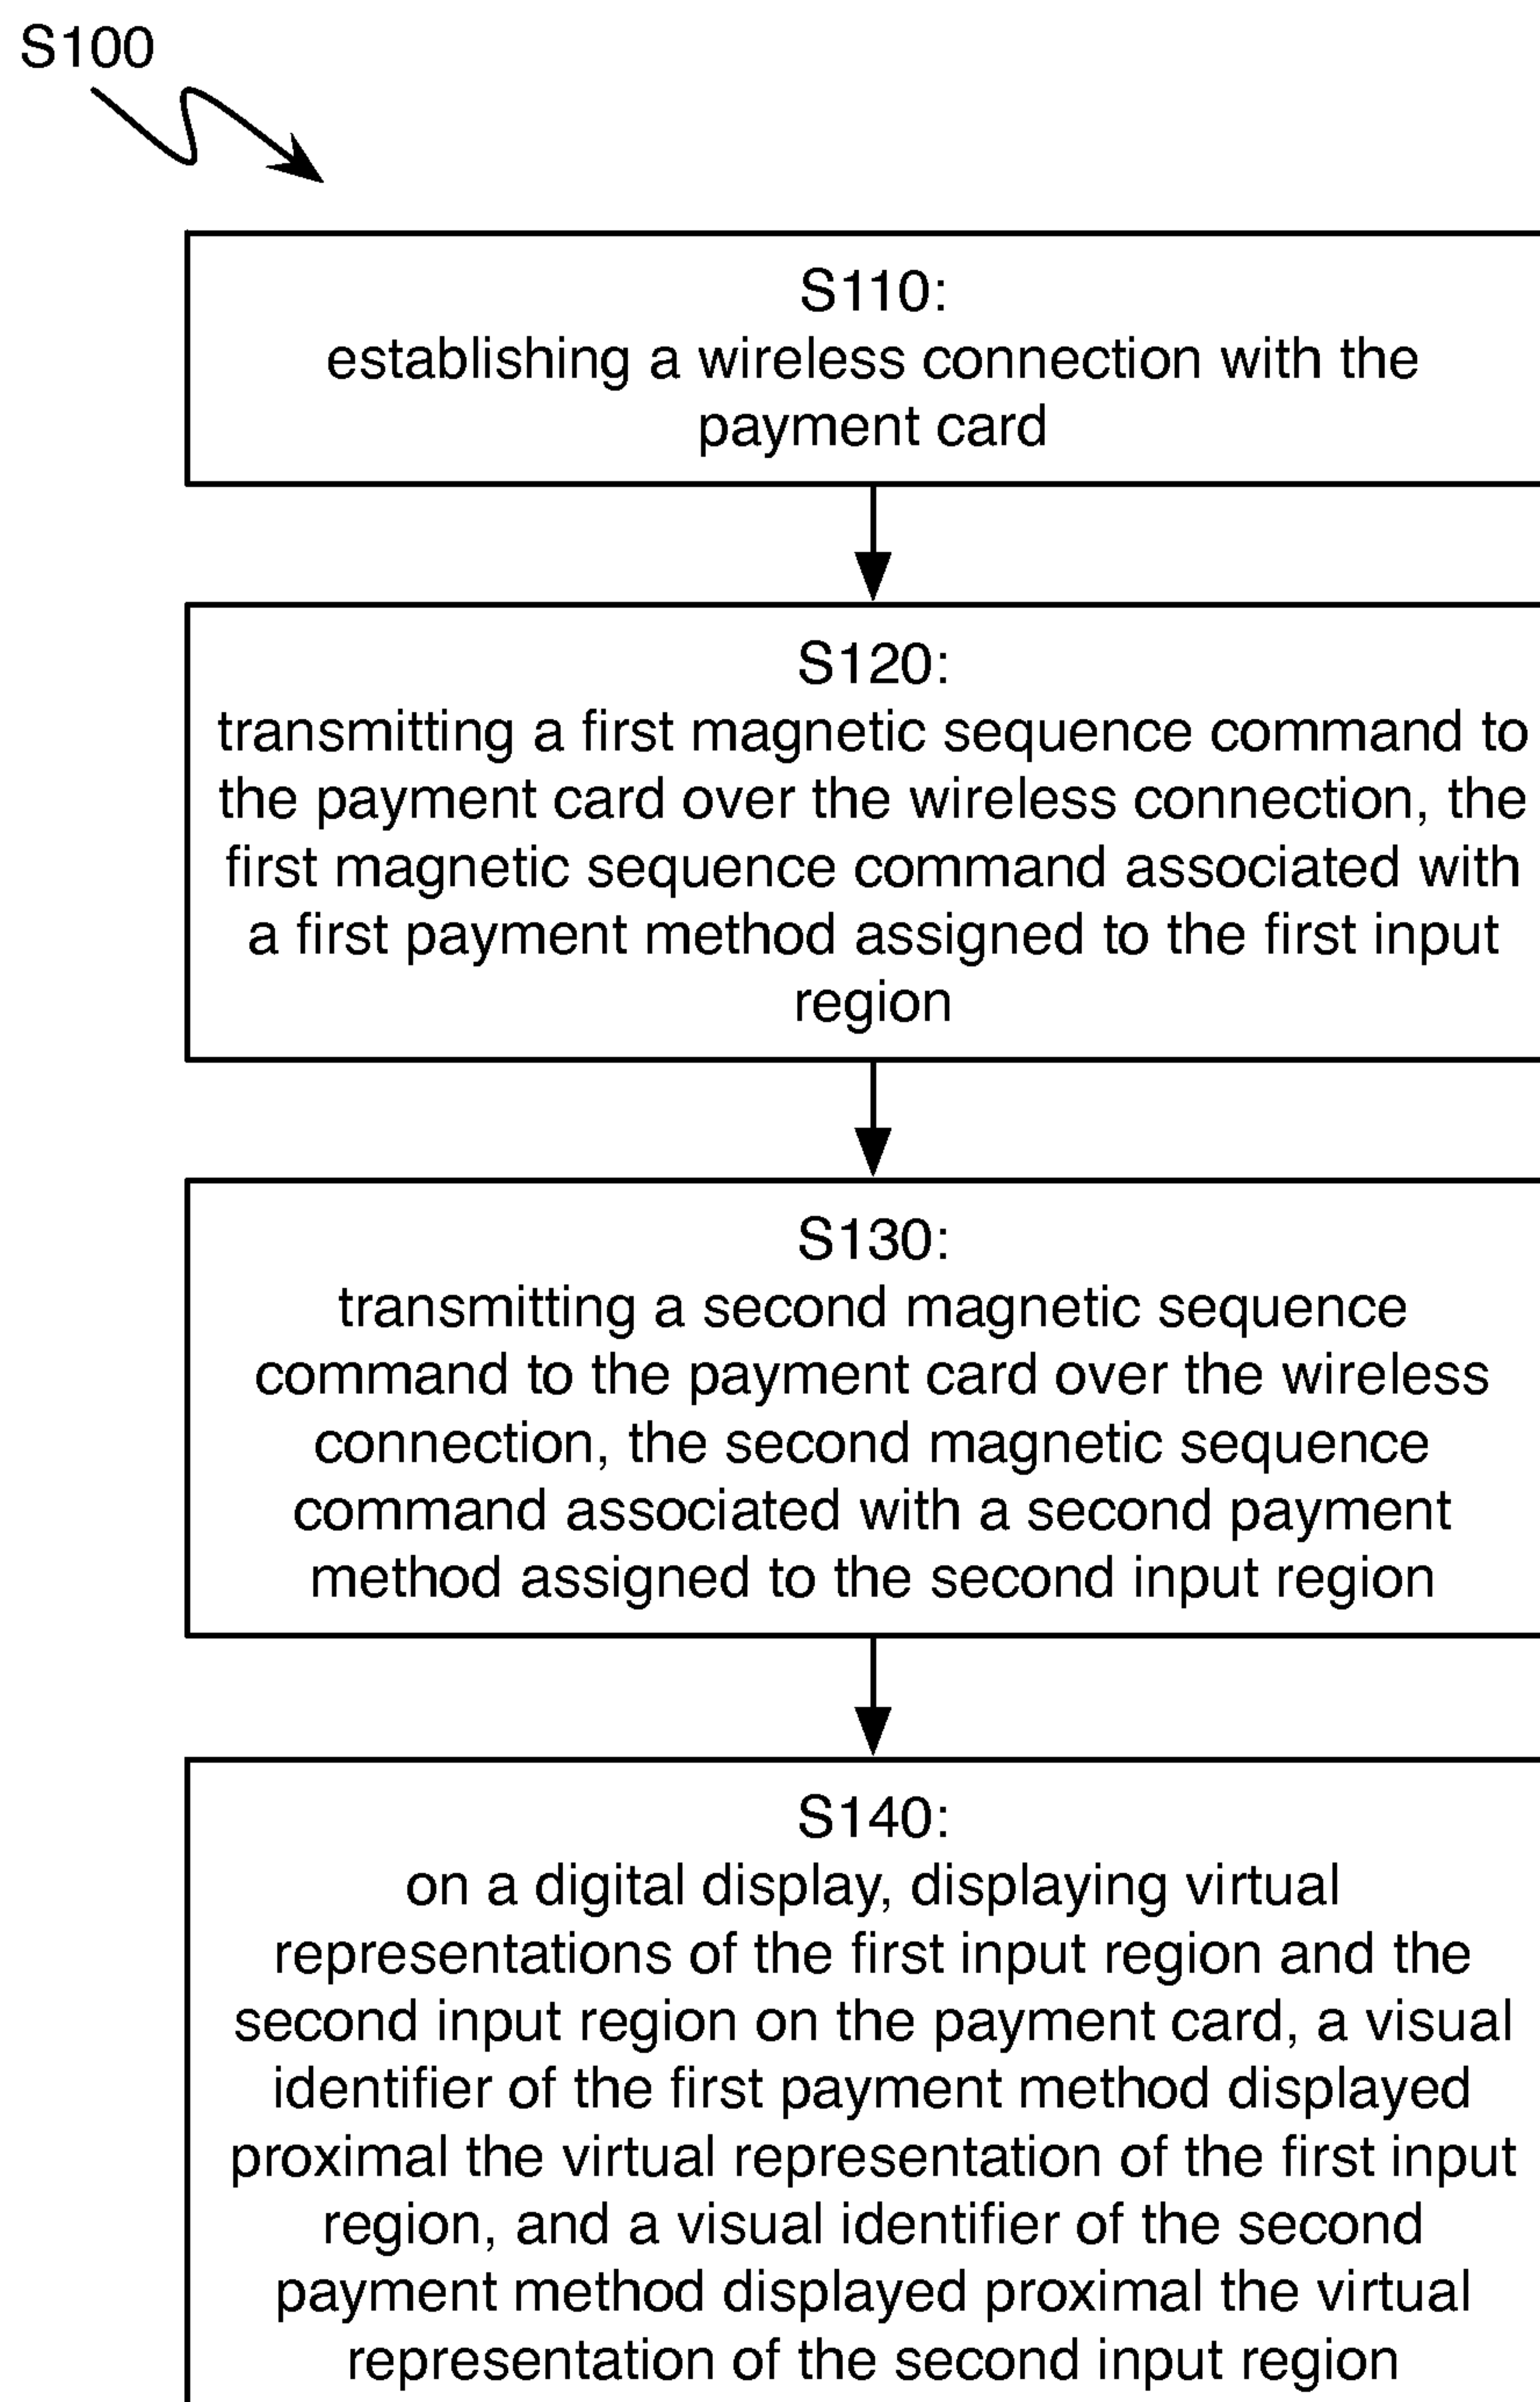 S100
S110:
establishing a wireless connection with the
payment card
S120:
transmitting a first magnetic sequence command to
the payment card over the wireless connection, the
first magnetic sequence command associated with
a first payment method assigned to the first input
region
S130:
transmitting a second magnetic sequence
command to the payment card over the wireless
connection, the second magnetic sequence
command associated with a second payment
method assigned to the second input region
S140:
on a digital display, displaying virtual
representations of the first input region and the
second input region on the payment card, a visual
identifier of the first payment method displayed
proximal the virtual representation of the first input
region, and a visual identifier of the second
payment method displayed proximal the virtual
representation of the second input region